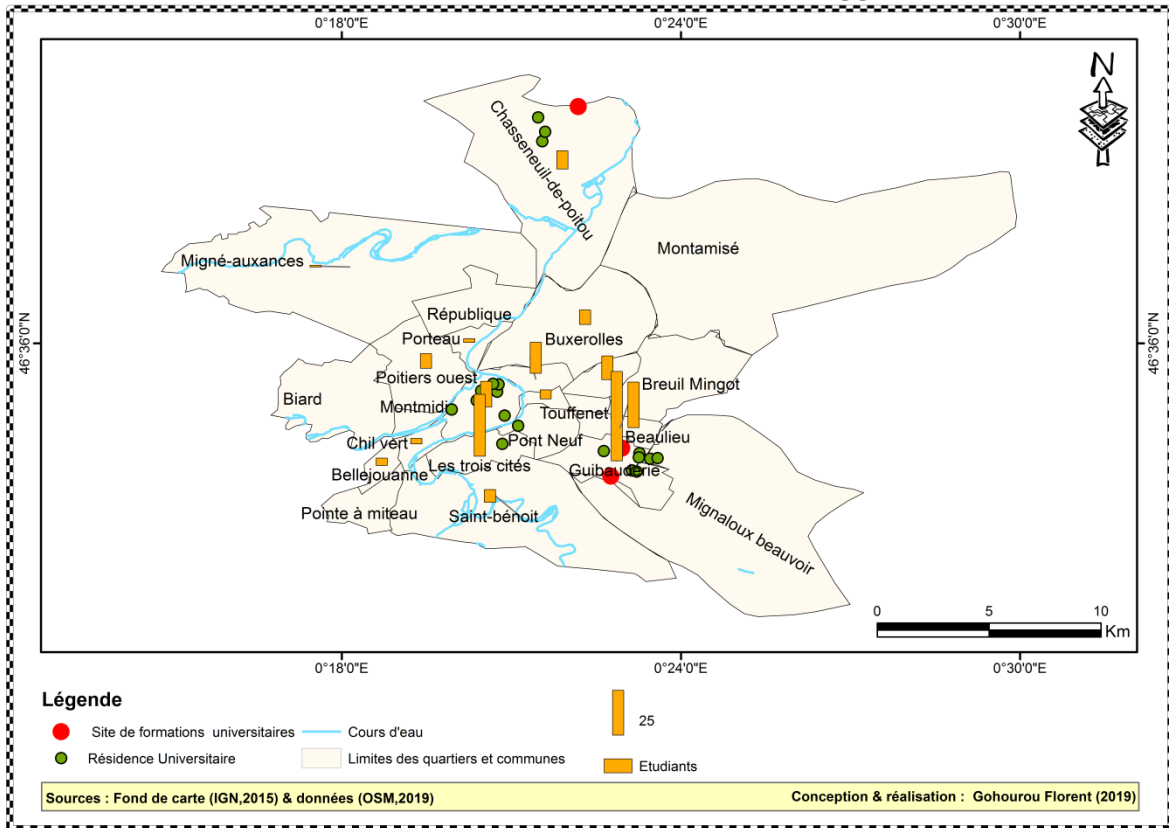 0°18'0"E
0°24'0"E
0°30'0"E
N
Chasseneuil-de-poitou
Montamisé
Migné-auxances
République
46°36'0"N
46°36'0"N
Porteau
Buxerolles
Poitiers ouest
Breuil Mingot
Biard
Montmidi
Touffenet
Beaulieu
Chil vert
Pont Neuf
Les trois cités
Guibauderie
Bellejouanne
Pointe à miteau
Saint-bénoit
Mignaloux beauvoir
0
5
10
Km
0°18'0"E
0°24'0"E
0°30'0"E
Légende
Site de formations universitaires
Cours d'eau
25
Résidence Universitaire
Limites des quartiers et communes
Etudiants
Sources : Fond de carte (IGN,2015) & données (OSM,2019)
Conception & réalisation : Gohourou Florent (2019)